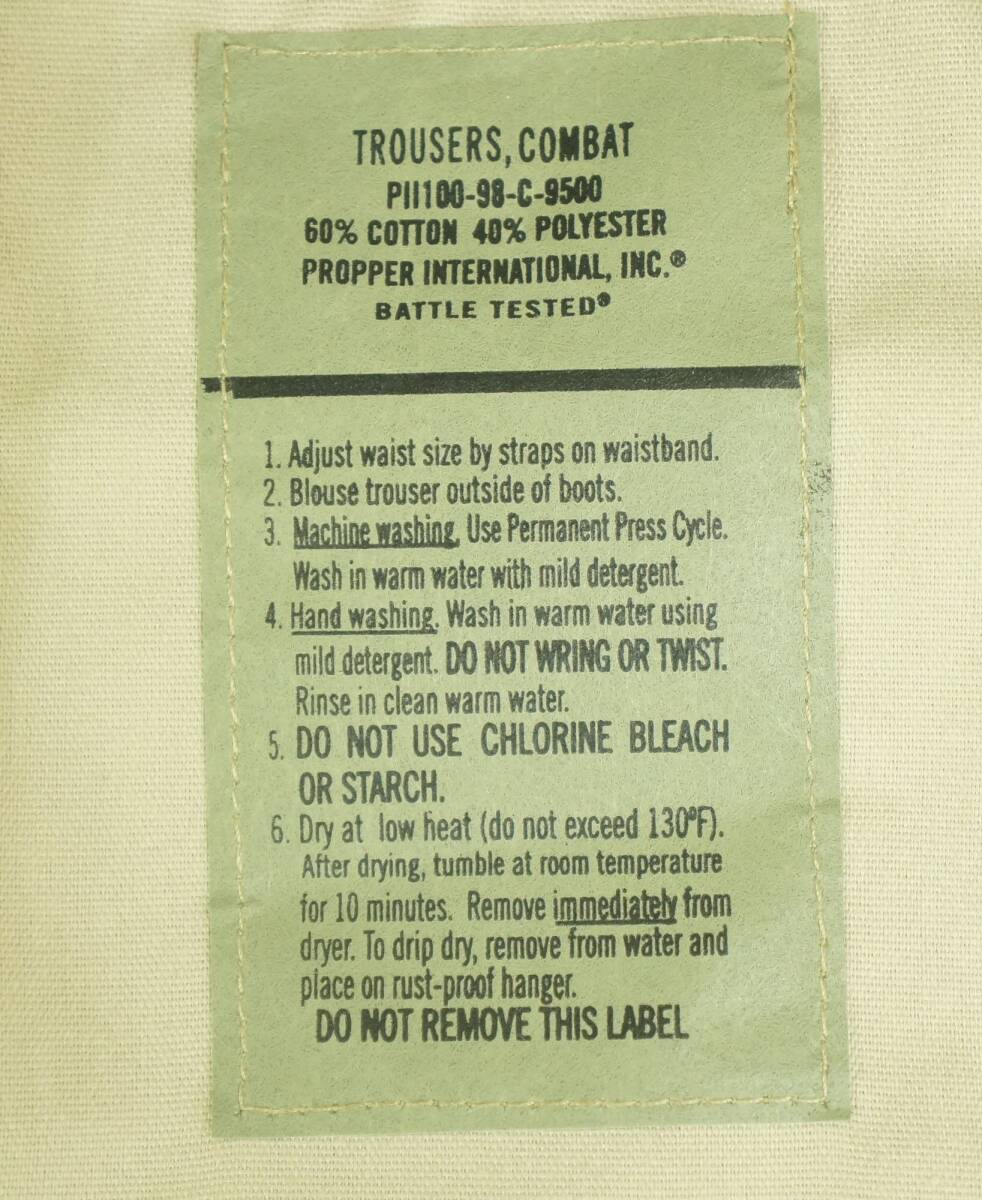 TROUSERS, COMBAT
PII100-98-C-9500
60% COTTON 40% POLYESTER
PROPPER INTERNATIONAL, INC.®
BATTLE TESTED®
1. Adjust waist size by straps on waistband.
2. Blouse trouser outside of boots.
3. Machine washing. Use Permanent Press Cycle.
Wash in warm water with mild detergent.
4. Hand washing. Wash in warm water using
mild detergent. DO NOT WRING OR TWIST.
Rinse in clean warm water.
5. DO NOT USE CHLORINE BLEACH
OR STARCH.
6. Dry at low heat (do not exceed 130°F).
After drying, tumble at room temperature
for 10 minutes. Remove immediately from
dryer. To drip dry, remove from water and
place on rust-proof hanger.
DO NOT REMOVE THIS LABEL